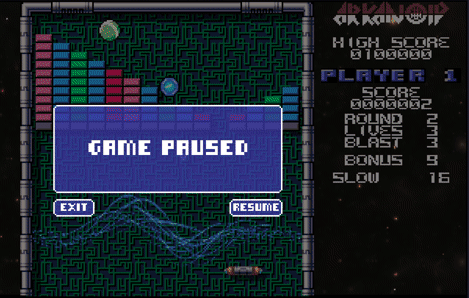 ARKANOID
HIGH SCORE
0100000
PLAYER 1
SCORE
0000002
ROUND 2
LIVES 3
BLAST 3
BONUS 9
SLOW 16
GAME PAUSED
EXIT
RESUME